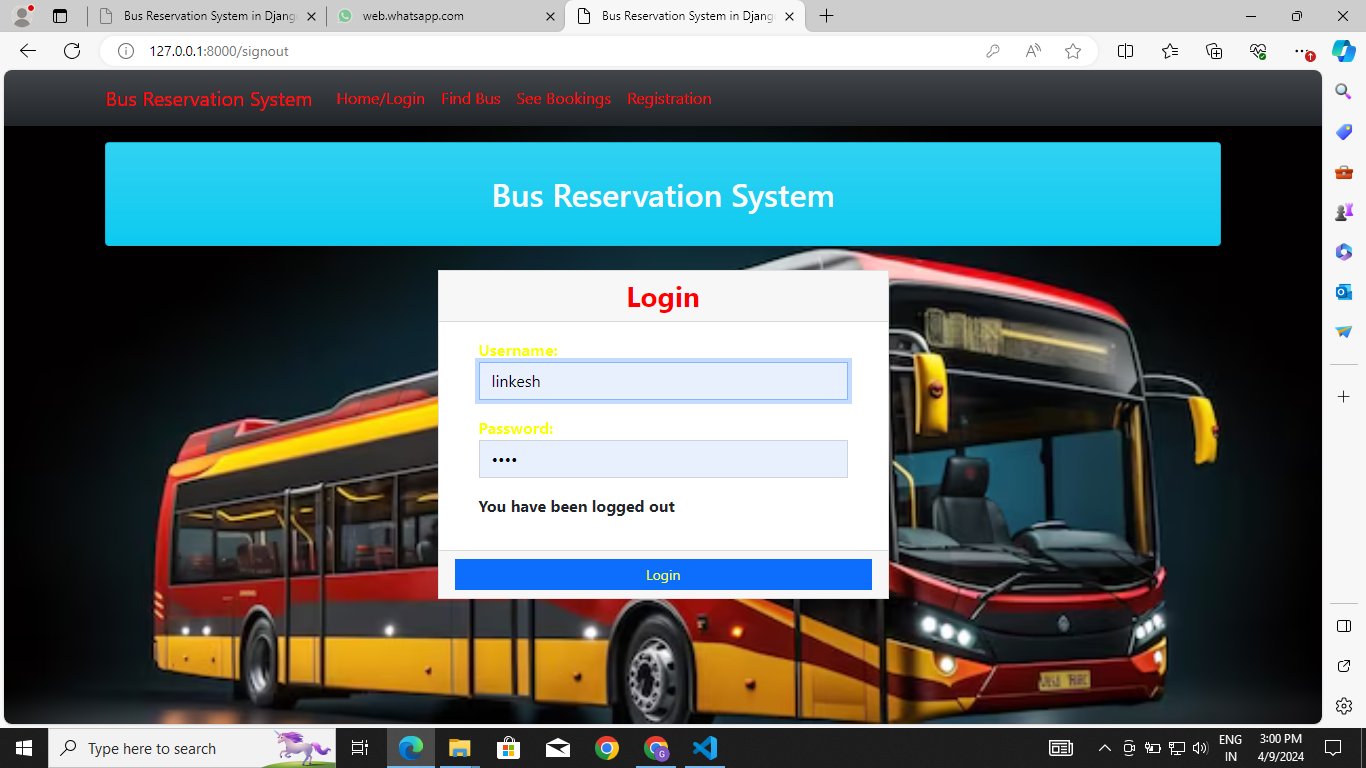 Bus Reservation System in Djang
web.whatsapp.com
Bus Reservation System in Djang
127.0.0.1:8000/signout
Bus Reservation System Home/Login Find Bus See Bookings Registration
Bus Reservation System
Login
Username:
linkesh
Password:
••••
You have been logged out
Login
Type here to search
ENG
IN
3:00 PM
4/9/2024